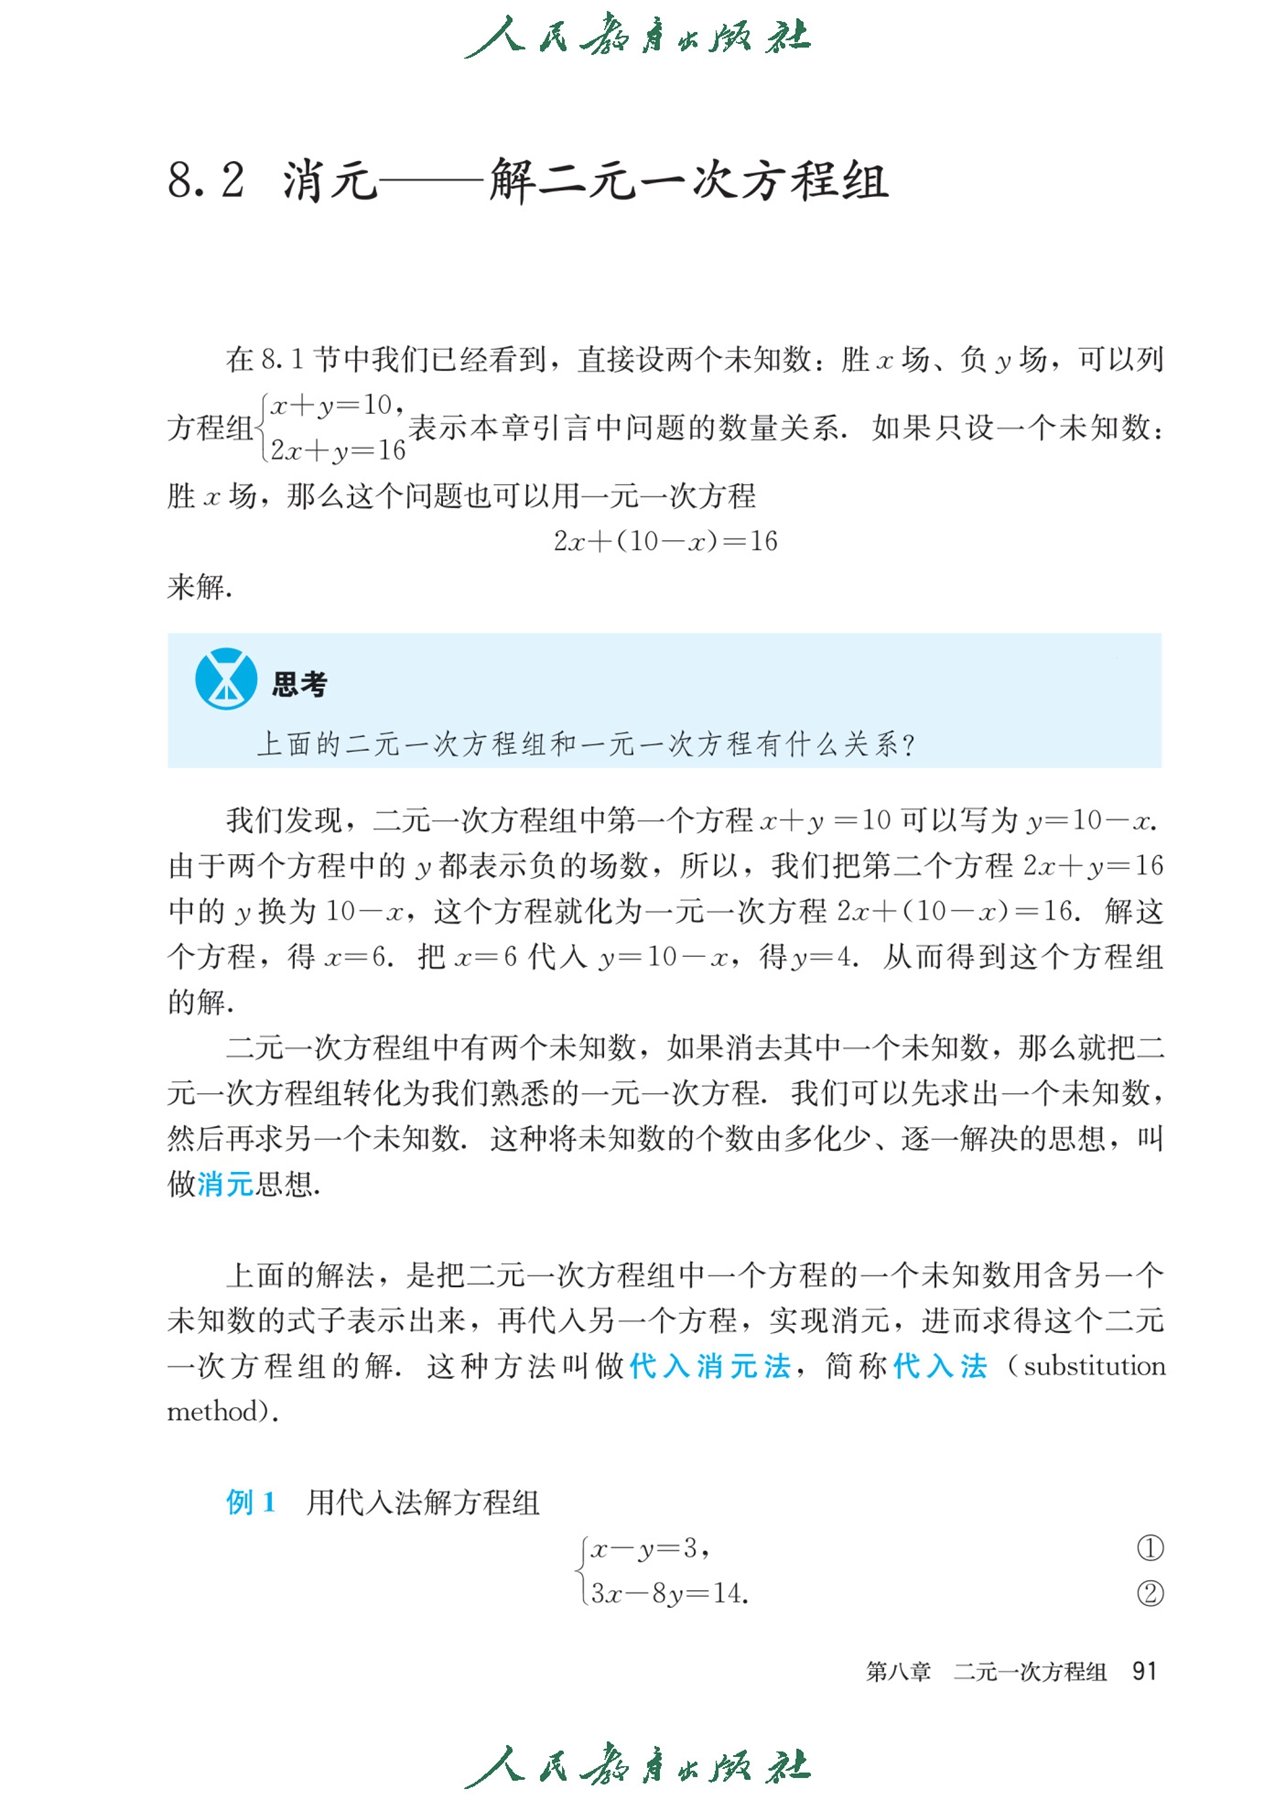 人民教育出版社
8.2 消元——解二元一次方程组
在 8.1 节中我们已经看到，直接设两个未知数：胜 x 场、负 y 场，可以列
方程组{x+y=10, 2x+y=16 表示本章引言中问题的数量关系. 如果只设一个未知数：
胜 x 场，那么这个问题也可以用一元一次方程
2x+(10-x)=16
来解.
思考
上面的二元一次方程组和一元一次方程有什么关系？
我们发现，二元一次方程组中第一个方程 x+y=10 可以写为 y=10-x.
由于两个方程中的 y 都表示负的场数，所以，我们把第二个方程 2x+y=16
中的 y 换为 10-x，这个方程就化为一元一次方程 2x+(10-x)=16. 解这
个方程，得 x=6. 把 x=6 代入 y=10-x，得 y=4. 从而得到这个方程组
的解.
二元一次方程组中有两个未知数，如果消去其中一个未知数，那么就把二
元一次方程组转化为我们熟悉的一元一次方程. 我们可以先求出一个未知数，
然后再求另一个未知数. 这种将未知数的个数由多化少、逐一解决的思想，叫
做消元思想.
上面的解法，是把二元一次方程组中一个方程的一个未知数用含另一个
未知数的式子表示出来，再代入另一个方程，实现消元，进而求得这个二元
一次方程组的解. 这种方法叫做代入消元法，简称代入法（substitution
method）.
例 1 用代入法解方程组
{x-y=3, ①
3x-8y=14. ②
第八章 二元一次方程组 91
人民教育出版社